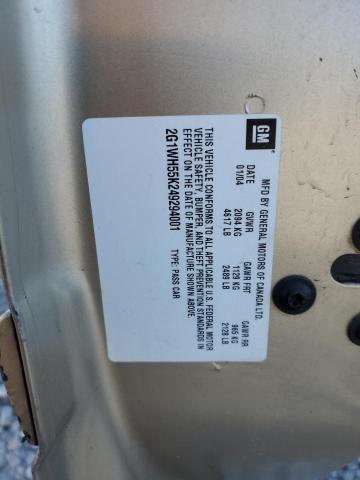 GM
MFD BY GENERAL MOTORS OF CANADA LTD.
DATE GVWR GAWR FRT GAWR RR
01/04 2094 KG 1129 KG 965 KG
4617 LB 2489 LB 2128 LB
THIS VEHICLE CONFORMS TO ALL APPLICABLE U.S. FEDERAL MOTOR
VEHICLE SAFETY, BUMPER, AND THEFT PREVENTION STANDARDS IN
EFFECT ON THE DATE OF MANUFACTURE SHOWN ABOVE.
2G1WH55K249294001 TYPE: PASS CAR